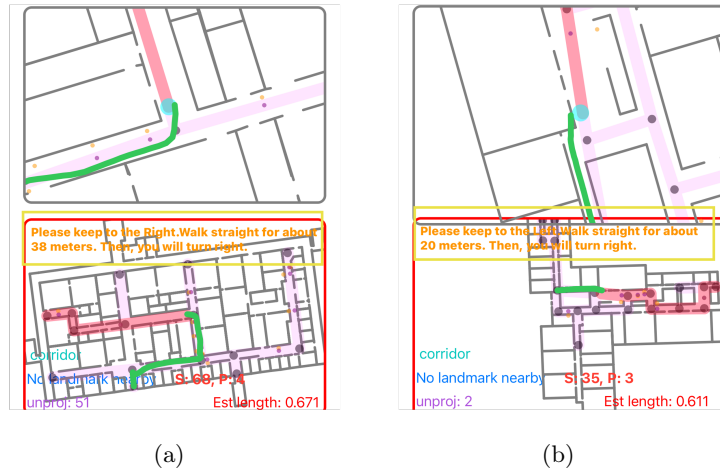 Please keep to the Right.Walk straight for about
38 meters. Then, you will turn right.
corridor
No landmark nearby S: 68, P: 4
unproj: 51 Est length: 0.671
(a)
Please keep to the Left.Walk straight for about
20 meters. Then, you will turn right.
corridor
No landmark nearby S: 35, P: 3
unproj: 2 Est length: 0.611
(b)